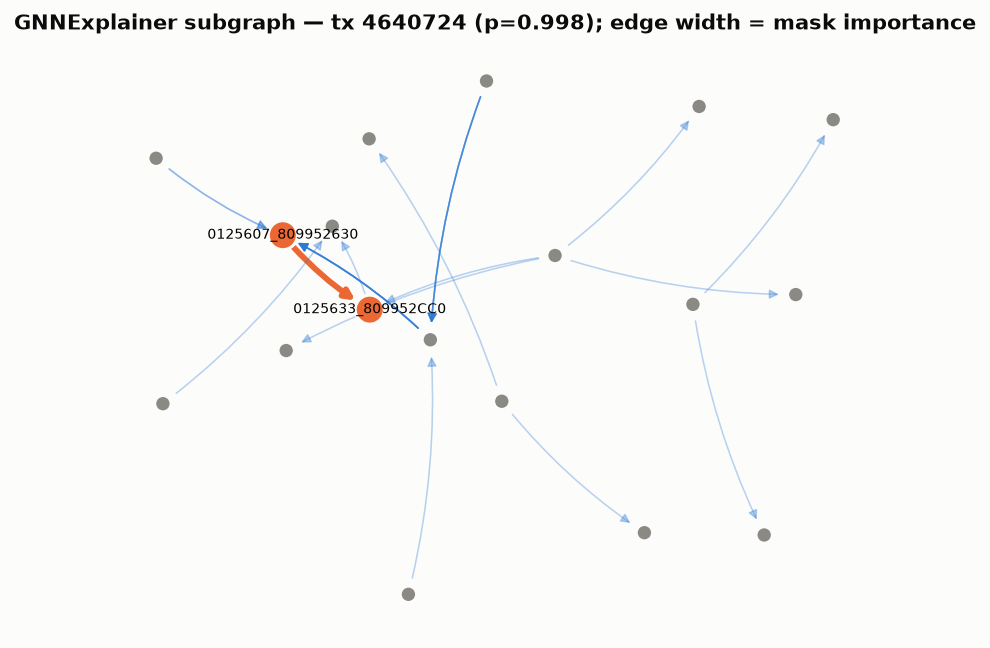 GNNExplainer subgraph — tx 4640724 (p=0.998); edge width = mask importance
0125607_809952630
0125633_809952CC0